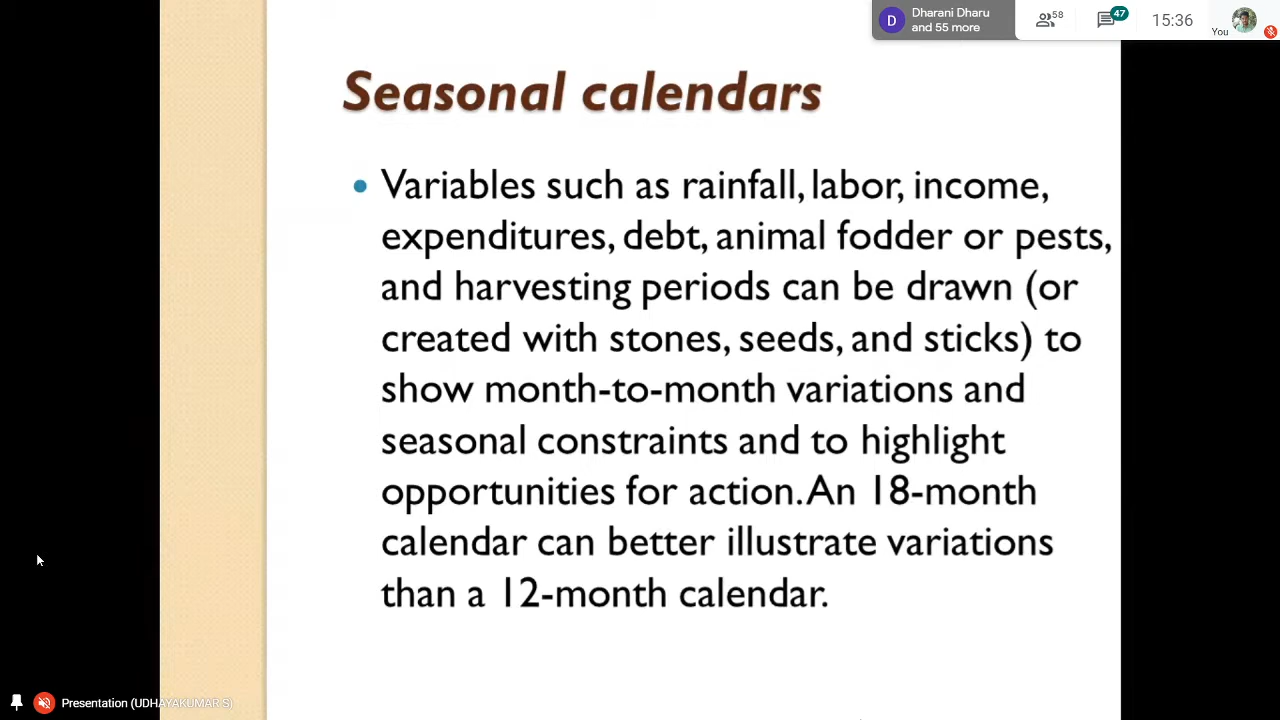 Dharani Dharu
and 55 more
D
58
47
15:36
You
Seasonal calendars
• Variables such as rainfall, labor, income,
expenditures, debt, animal fodder or pests,
and harvesting periods can be drawn (or
created with stones, seeds, and sticks) to
show month-to-month variations and
seasonal constraints and to highlight
opportunities for action. An 18-month
calendar can better illustrate variations
than a 12-month calendar.
Presentation (UDHAYAKUMAR S)